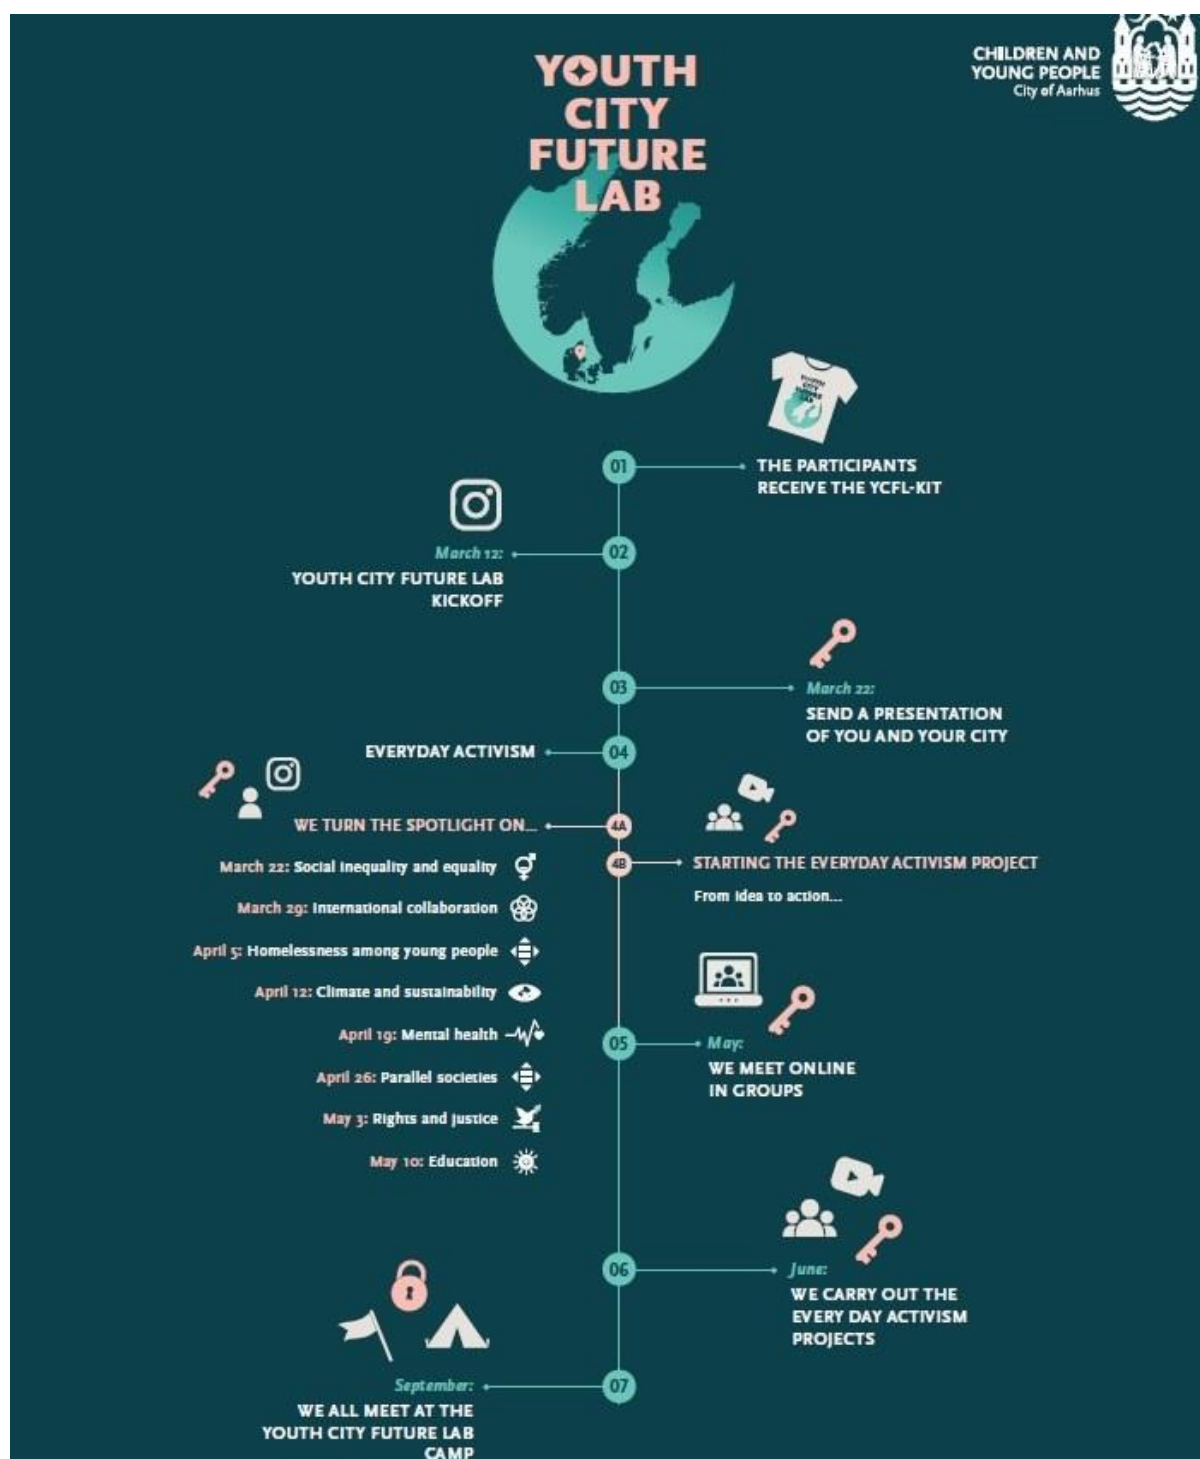 YOUTH
CITY
FUTURE
LAB
CHILDREN AND
YOUNG PEOPLE
City of Aarhus
YOUTH
CITY
FUTURE
LAB
01
THE PARTICIPANTS
RECEIVE THE YCFL-KIT
02
March 12:
YOUTH CITY FUTURE LAB
KICKOFF
03
March 22:
SEND A PRESENTATION
OF YOU AND YOUR CITY
04
EVERYDAY ACTIVISM
4A
WE TURN THE SPOTLIGHT ON...
March 22: Social inequality and equality
March 29: International collaboration
April 5: Homelessness among young people
April 12: Climate and sustainability
April 19: Mental health
April 26: Parallel societies
May 3: Rights and justice
May 10: Education
4B
STARTING THE EVERYDAY ACTIVISM PROJECT
From idea to action...
05
May:
WE MEET ONLINE
IN GROUPS
06
June:
WE CARRY OUT THE
EVERY DAY ACTIVISM
PROJECTS
07
September:
WE ALL MEET AT THE
YOUTH CITY FUTURE LAB
CAMP